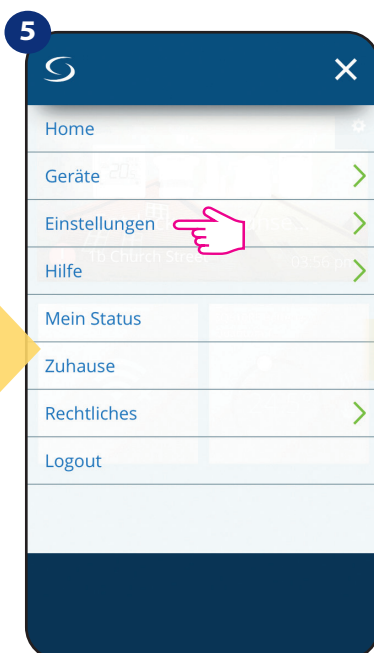 5
Home
Geräte
Einstellungen
Hilfe
Mein Status
Zuhause
Rechtliches
Logout